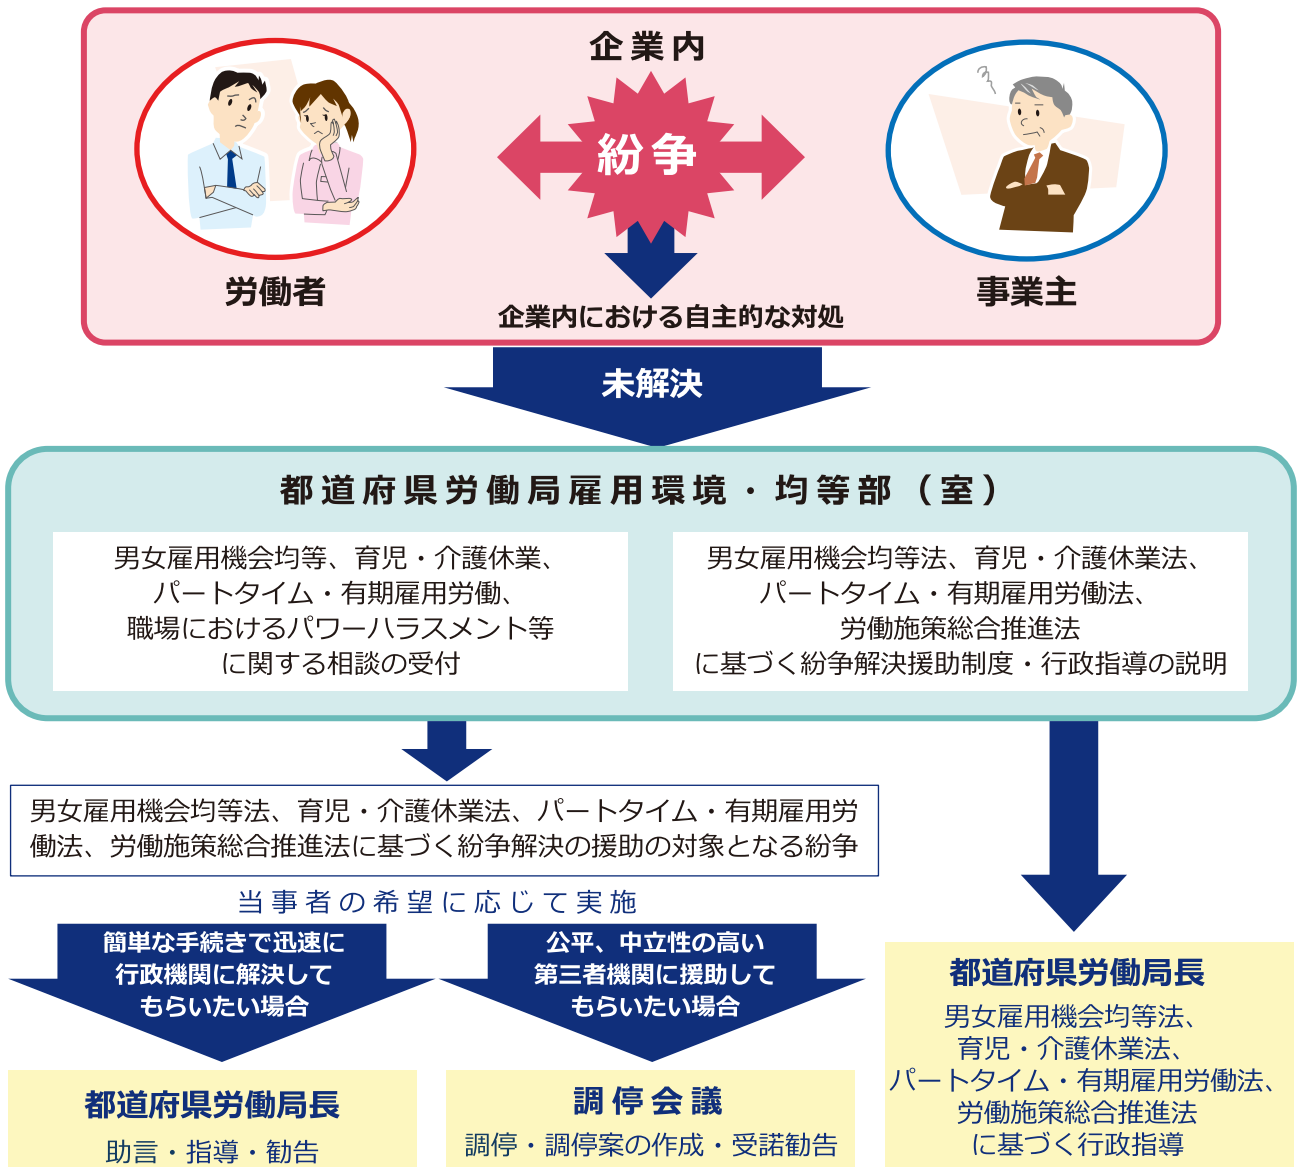 企業内
紛争
労働者
事業主
企業内における自主的な対処
未解決
都道府県労働局雇用環境・均等部（室）
男女雇用機会均等、育児・介護休業、
パートタイム・有期雇用労働、
職場におけるパワーハラスメント等
に関する相談の受付
男女雇用機会均等法、育児・介護休業法、
パートタイム・有期雇用労働法、
労働施策総合推進法
に基づく紛争解決援助制度・行政指導の説明
男女雇用機会均等法、育児・介護休業法、パートタイム・有期雇用労
働法、労働施策総合推進法に基づく紛争解決の援助の対象となる紛争
当事者の希望に応じて実施
簡単な手続きで迅速に
行政機関に解決して
もらいたい場合
公平、中立性の高い
第三者機関に援助して
もらいたい場合
都道府県労働局長
助言・指導・勧告
調停会議
調停・調停案の作成・受諾勧告
都道府県労働局長
男女雇用機会均等法、
育児・介護休業法、
パートタイム・有期雇用労働法、
労働施策総合推進法
に基づく行政指導